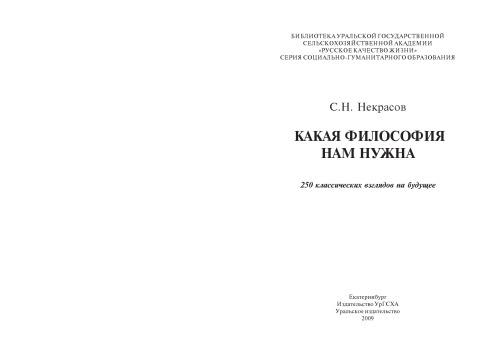 БИБЛИОТЕКА УРАЛЬСКОЙ ГОСУДАРСТВЕННОЙ
СЕЛЬСКОХОЗЯЙСТВЕННОЙ АКАДЕМИИ
«РУССКОЕ КАЧЕСТВО ЖИЗНИ»
СЕРИЯ СОЦИАЛЬНО-ГУМАНИТАРНОГО ОБРАЗОВАНИЯ
С.Н. Некрасов
КАКАЯ ФИЛОСОФИЯ
НАМ НУЖНА
250 классических взглядов на будущее
Екатеринбург
Издательство УрГСХА
Уральское издательство
2009